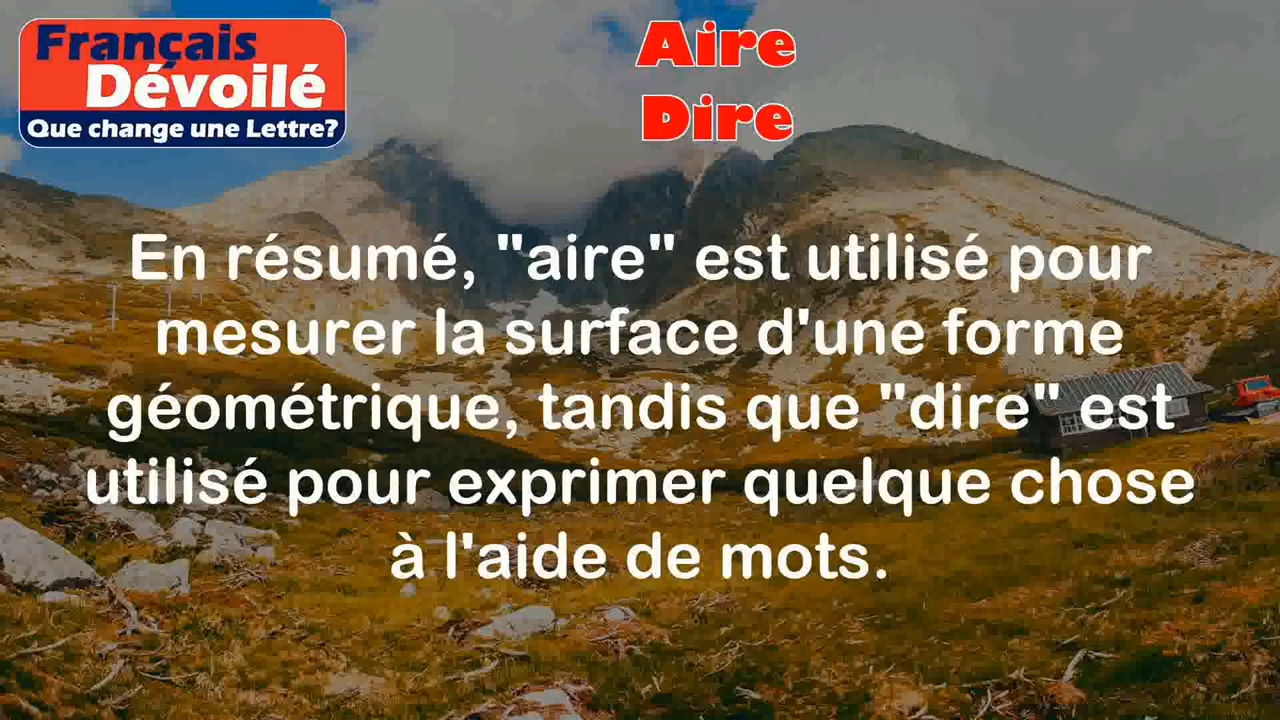 Français
Dévoilé
Que change une Lettre?
Aire
Dire
En résumé, "aire" est utilisé pour
mesurer la surface d'une forme
géométrique, tandis que "dire" est
utilisé pour exprimer quelque chose
à l'aide de mots.